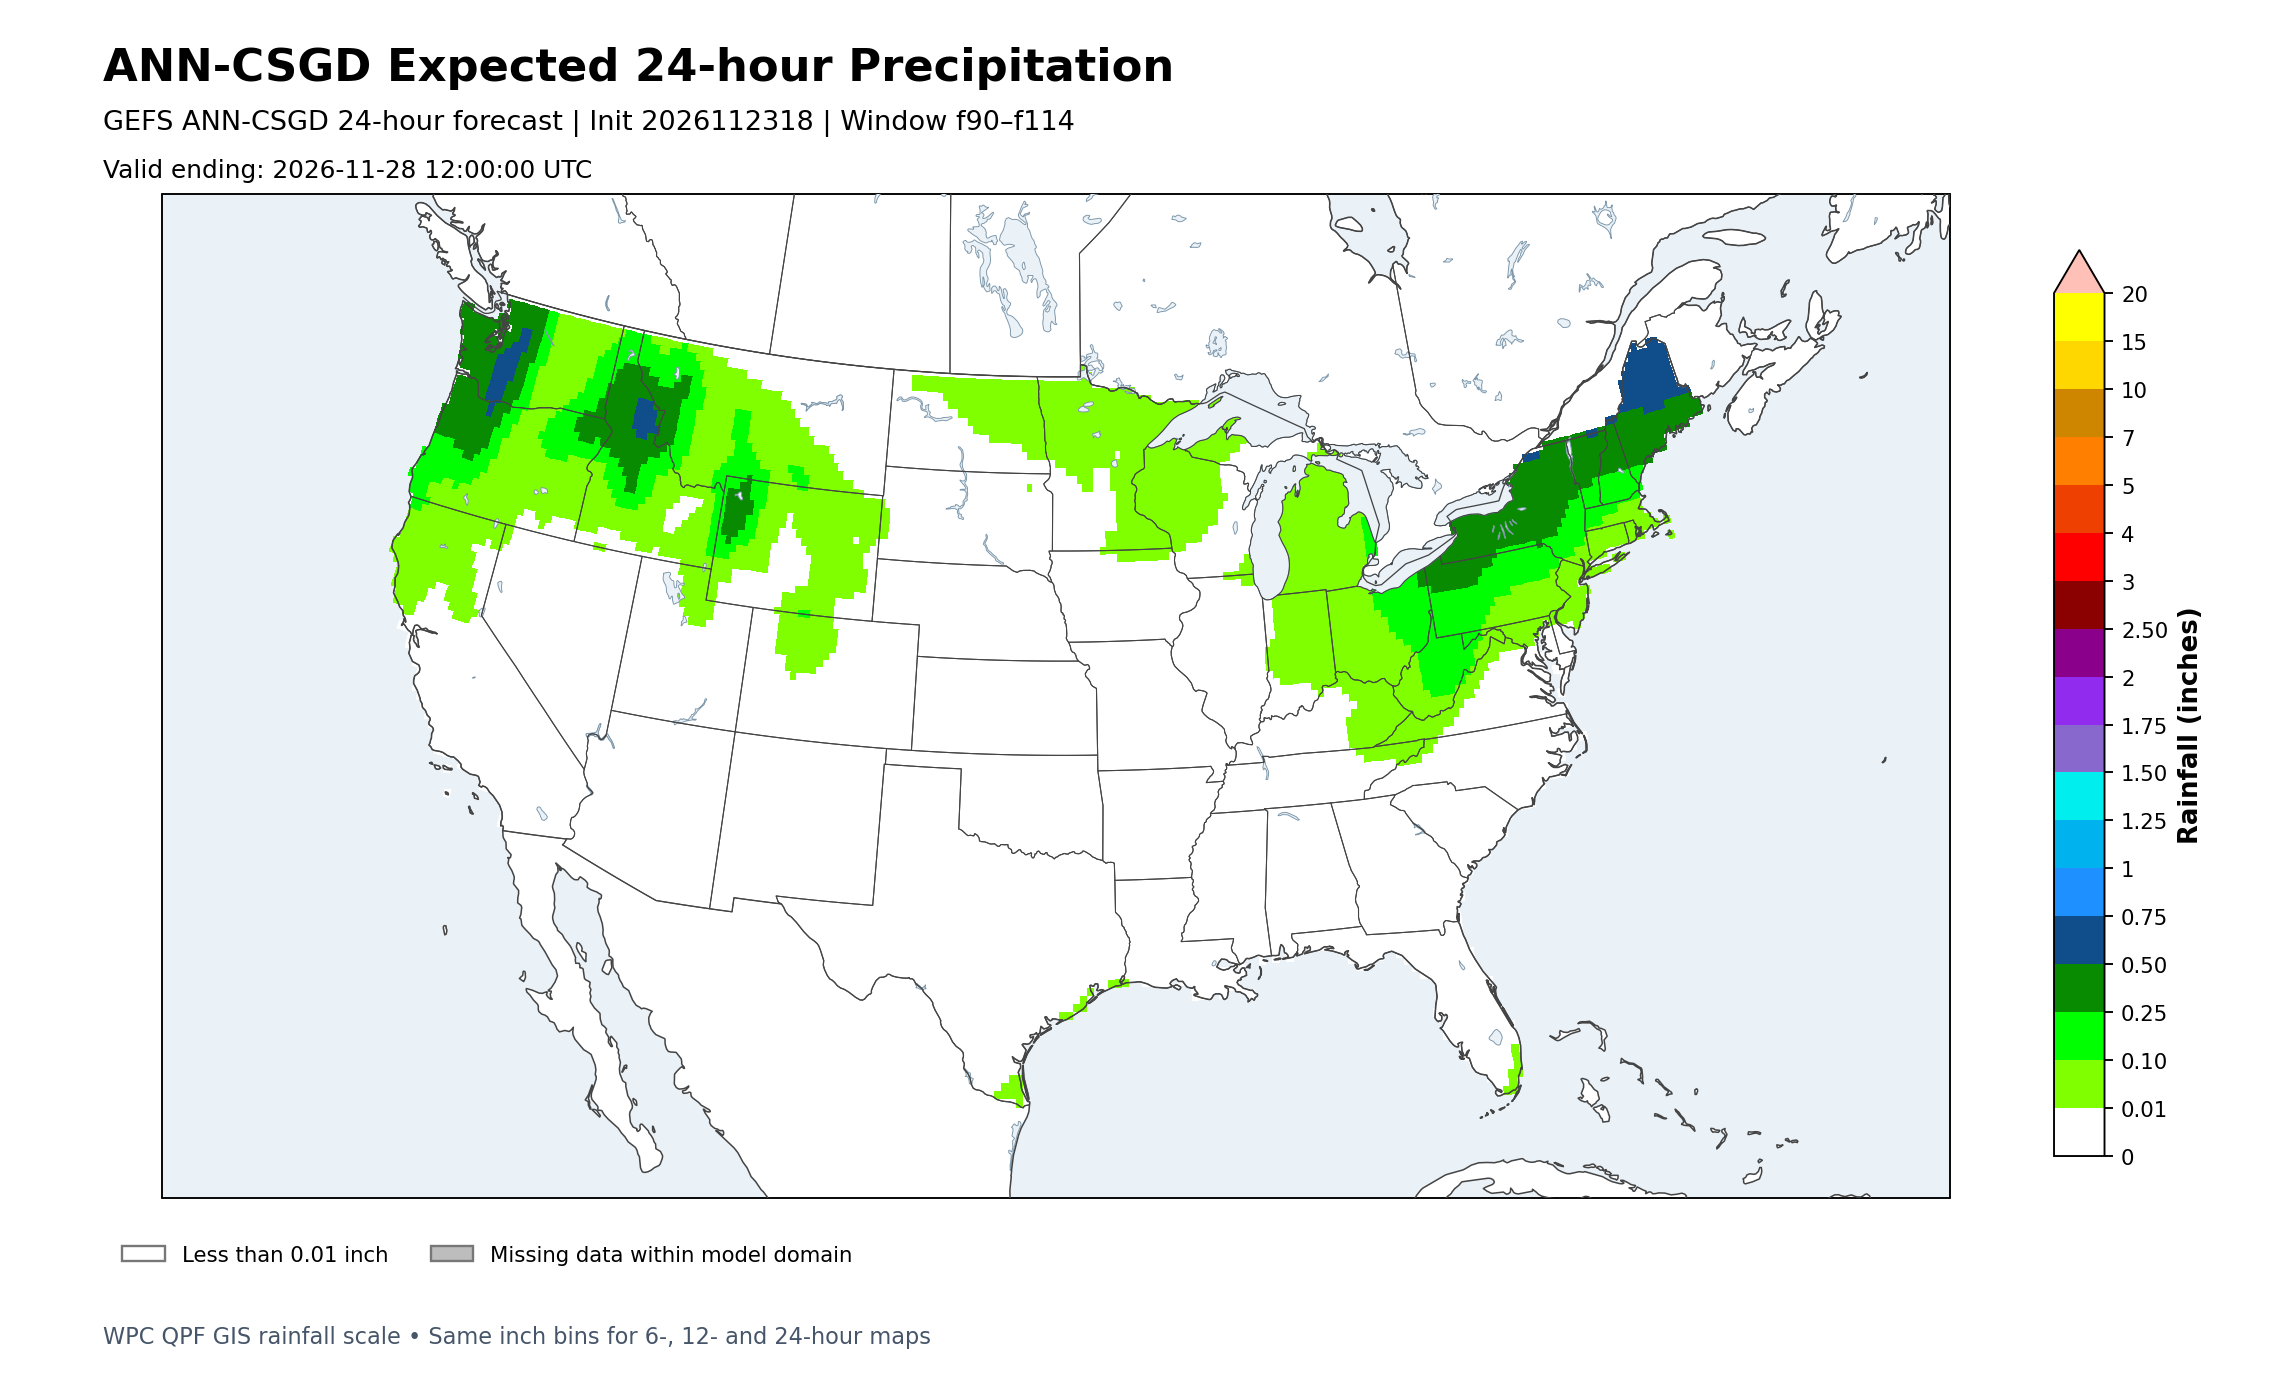 ANN-CSGD Expected 24-hour Precipitation
GEFS ANN-CSGD 24-hour forecast | Init 2026112318 | Window f90–f114
Valid ending: 2026-11-28 12:00:00 UTC
20
15
10
7
5
4
3
2.50
2
1.75
1.50
1.25
1
0.75
0.50
0.25
0.10
0.01
0
Rainfall (inches)
Less than 0.01 inch
Missing data within model domain
WPC QPF GIS rainfall scale • Same inch bins for 6-, 12- and 24-hour maps